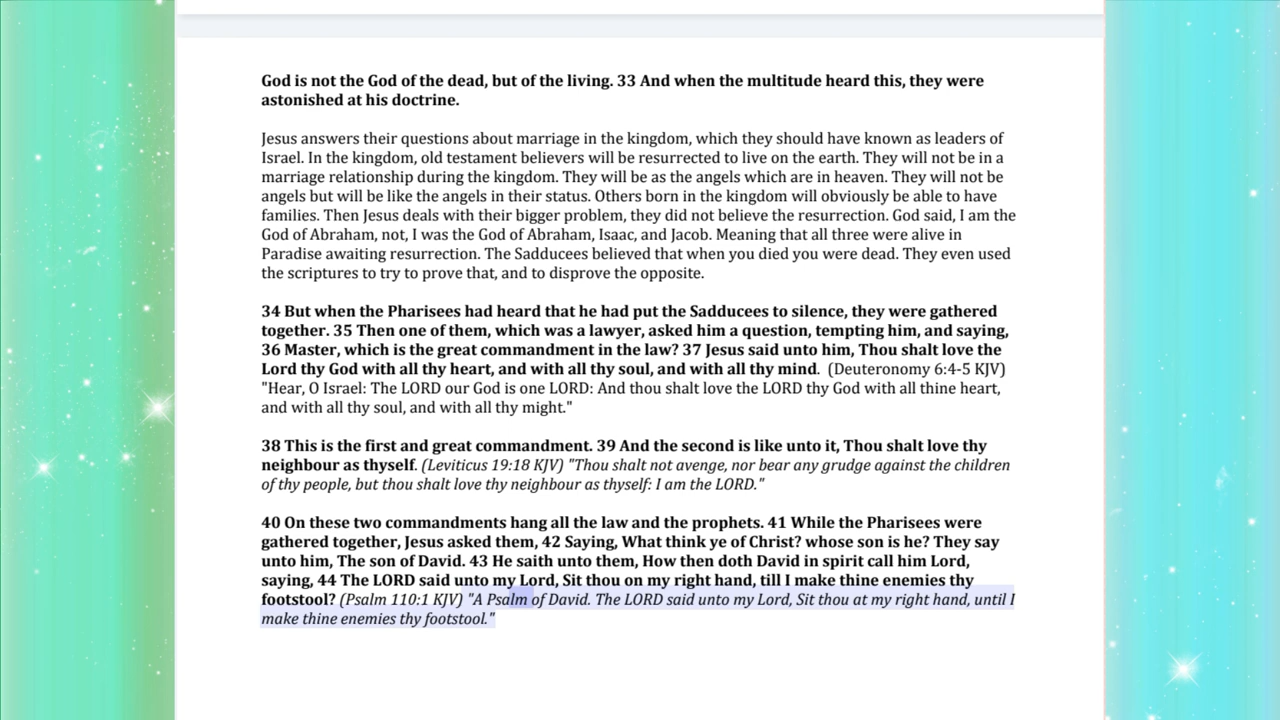 God is not the God of the dead, but of the living. 33 And when the multitude heard this, they were
astonished at his doctrine.
Jesus answers their questions about marriage in the kingdom, which they should have known as leaders of
Israel. In the kingdom, old testament believers will be resurrected to live on the earth. They will not be in a
marriage relationship during the kingdom. They will be as the angels which are in heaven. They will not be
angels but will be like the angels in their status. Others born in the kingdom will obviously be able to have
families. Then Jesus deals with their bigger problem, they did not believe the resurrection. God said, I am the
God of Abraham, not, I was the God of Abraham, Isaac, and Jacob. Meaning that all three were alive in
Paradise awaiting resurrection. The Sadducees believed that when you died you were dead. They even used
the scriptures to try to prove that, and to disprove the opposite.
34 But when the Pharisees had heard that he had put the Sadducees to silence, they were gathered
together. 35 Then one of them, which was a lawyer, asked him a question, tempting him, and saying,
36 Master, which is the great commandment in the law? 37 Jesus said unto him, Thou shalt love the
Lord thy God with all thy heart, and with all thy soul, and with all thy mind. (Deuteronomy 6:4-5 KJV)
"Hear, O Israel: The LORD our God is one LORD: And thou shalt love the LORD thy God with all thine heart,
and with all thy soul, and with all thy might."
38 This is the first and great commandment. 39 And the second is like unto it, Thou shalt love thy
neighbour as thyself. (Leviticus 19:18 KJV) "Thou shalt not avenge, nor bear any grudge against the children
of thy people, but thou shalt love thy neighbour as thyself: I am the LORD."
40 On these two commandments hang all the law and the prophets. 41 While the Pharisees were
gathered together, Jesus asked them, 42 Saying, What think ye of Christ? whose son is he? They say
unto him, The son of David. 43 He saith unto them, How then doth David in spirit call him Lord,
saying, 44 The LORD said unto my Lord, Sit thou on my right hand, till I make thine enemies thy
footstool? (Psalm 110:1 KJV) "A Psalm of David. The LORD said unto my Lord, Sit thou at my right hand, until I
make thine enemies thy footstool."